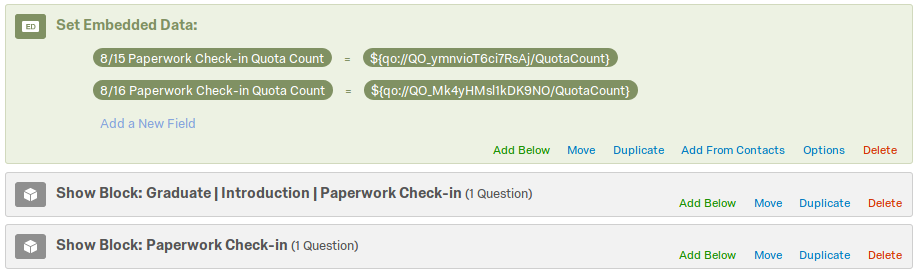 ED Set Embedded Data:
8/15 Paperwork Check-in Quota Count = ${qo://QO_ymnvioT6ci7RsAj/QuotaCount}
8/16 Paperwork Check-in Quota Count = ${qo://QO_Mk4yHMsl1kDK9NO/QuotaCount}
Add a New Field
Add Below Move Duplicate Add From Contacts Options Delete
Show Block: Graduate | Introduction | Paperwork Check-in (1 Question)
Add Below Move Duplicate Delete
Show Block: Paperwork Check-in (1 Question)
Add Below Move Duplicate Delete